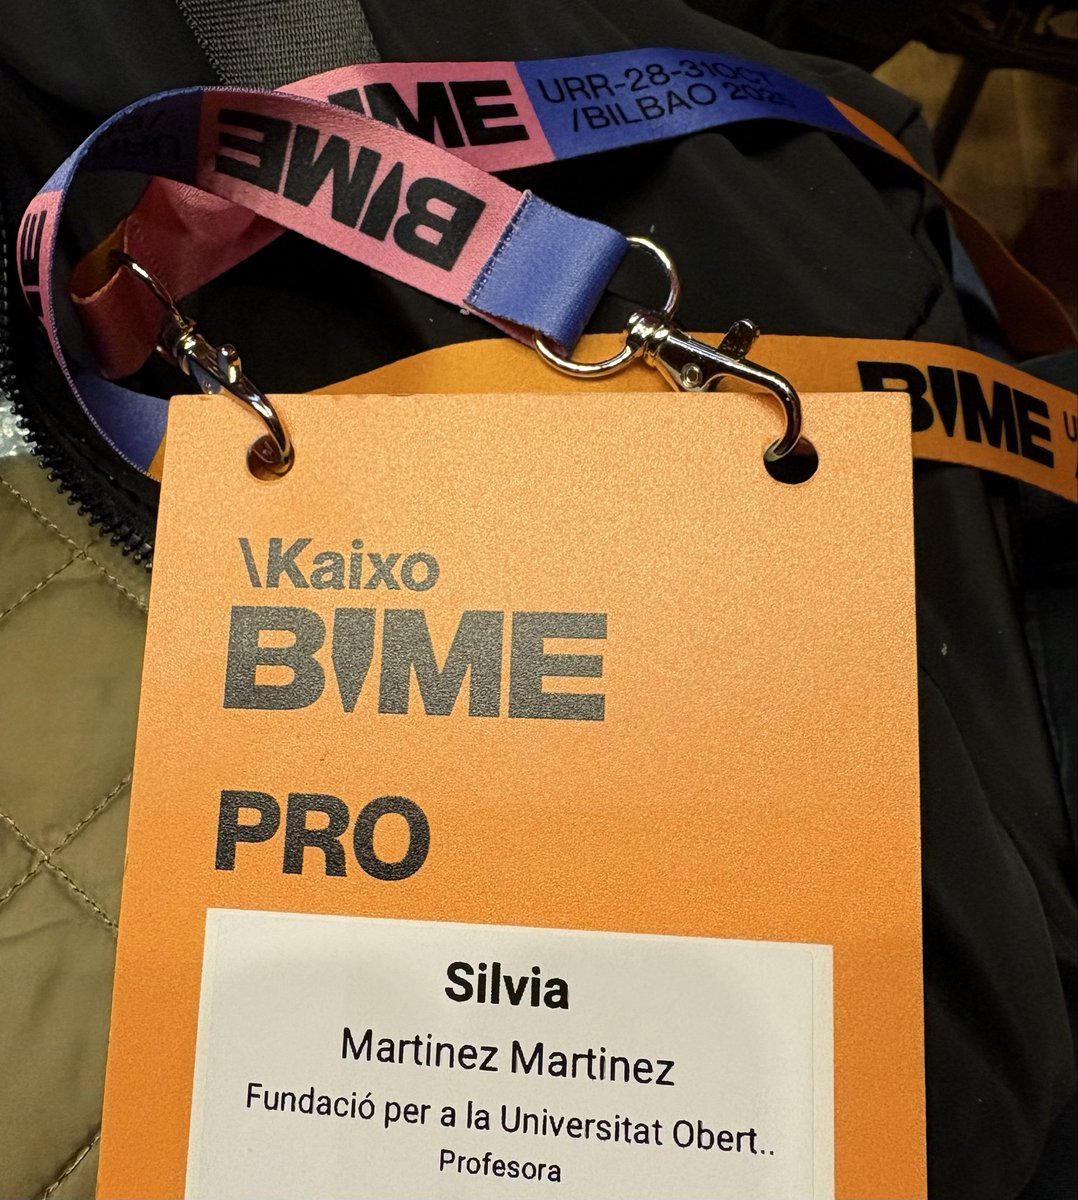 BIME
URR-28-31OCT
/BILBAO 2025
BIME
BIME
\Kaixo
BIME
PRO
Silvia
Martinez Martinez
Fundació per a la Universitat Obert..
Profesora